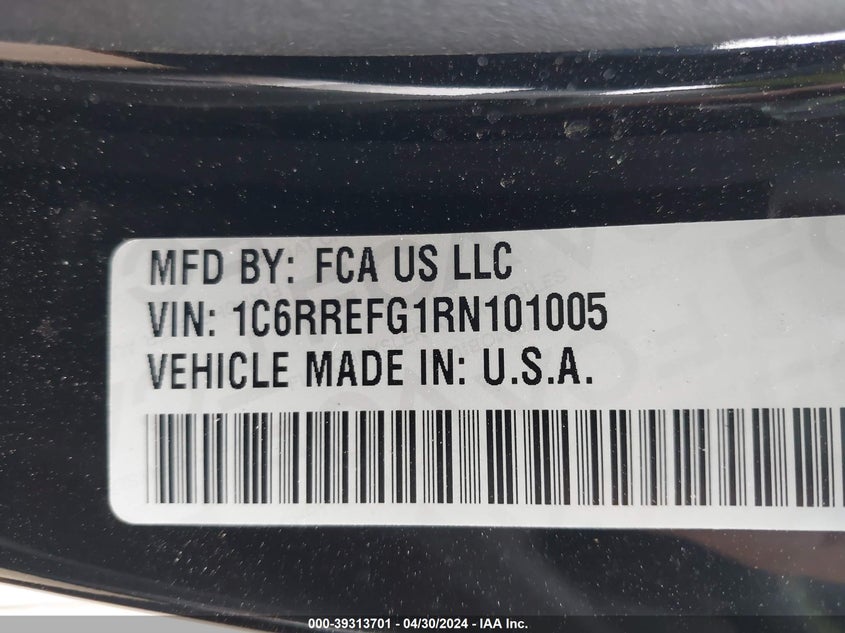 MFD BY: FCA US LLC
VIN: 1C6RREFG1RN101005
VEHICLE MADE IN: U.S.A.
000-39313701 - 04/30/2024 - IAA Inc.